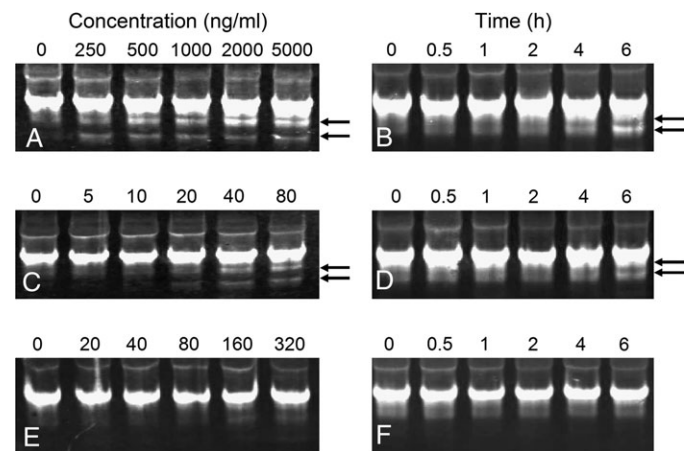 Concentration (ng/ml) Time (h)
0 250 500 1000 2000 5000 0 0.5 1 2 4 6
A B
0 5 10 20 40 80 0 0.5 1 2 4 6
C D
0 20 40 80 160 320 0 0.5 1 2 4 6
E F